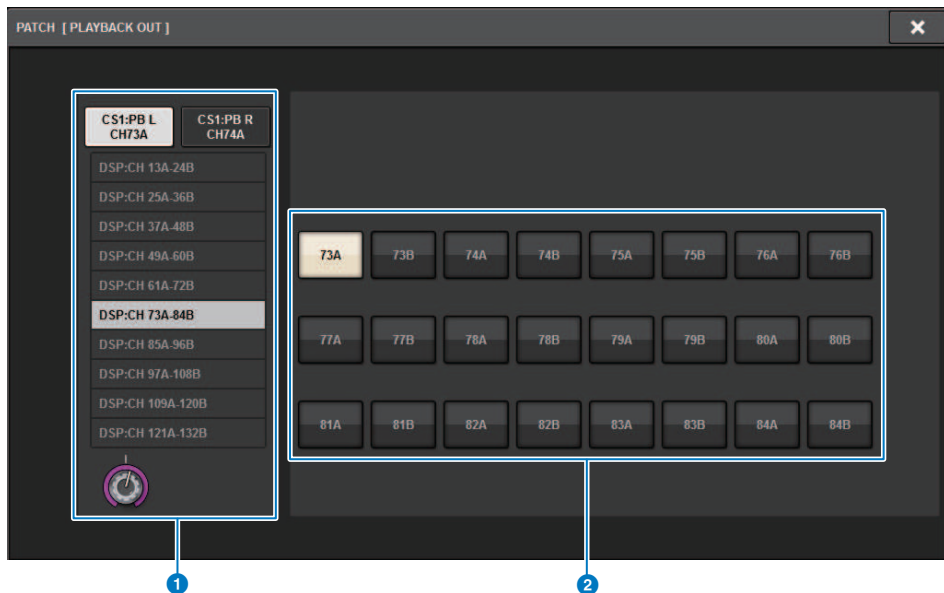 PATCH [ PLAYBACK OUT ]
CS1:PB L
CH73A
CS1:PB R
CH74A
DSP:CH 13A-24B
DSP:CH 25A-36B
DSP:CH 37A-48B
DSP:CH 49A-60B
DSP:CH 61A-72B
DSP:CH 73A-84B
DSP:CH 85A-96B
DSP:CH 97A-108B
DSP:CH 109A-120B
DSP:CH 121A-132B
73A 73B 74A 74B 75A 75B 76A 76B
77A 77B 78A 78B 79A 79B 80A 80B
81A 81B 82A 82B 83A 83B 84A 84B
1 2